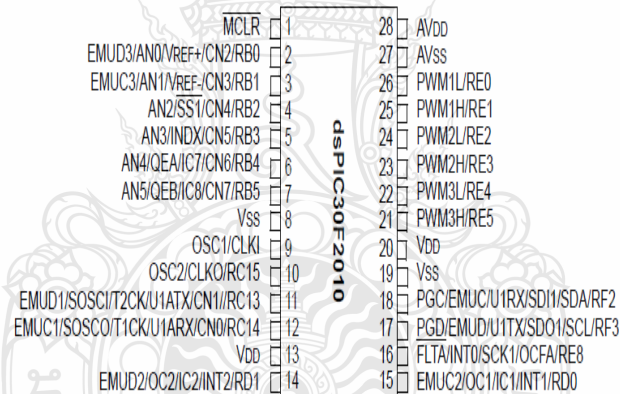 MCLR 1 28 AVDD
EMUD3/AN0/VREF+/CN2/RB0 2 27 AVSS
EMUC3/AN1/VREF-/CN3/RB1 3 26 PWM1L/RE0
AN2/SS1/CN4/RB2 4 25 PWM1H/RE1
AN3/INDX/CN5/RB3 5 24 PWM2L/RE2
AN4/QEA/IC7/CN6/RB4 6 23 PWM2H/RE3
AN5/QEB/IC8/CN7/RB5 7 22 PWM3L/RE4
VSS 8 21 PWM3H/RE5
OSC1/CLKI 9 20 VDD
OSC2/CLKO/RC15 10 19 VSS
EMUD1/SOSCI/T2CK/U1ATX/CN1//RC13 11 18 PGC/EMUC/U1RX/SDI1/SDA/RF2
EMUC1/SOSCO/T1CK/U1ARX/CN0/RC14 12 17 PGD/EMUD/U1TX/SDO1/SCL/RF3
VDD 13 16 FLTA/INT0/SCK1/OCFA/RE8
EMUD2/OC2/IC2/INT2/RD1 14 15 EMUC2/OC1/IC1/INT1/RD0
dsPIC30F2010